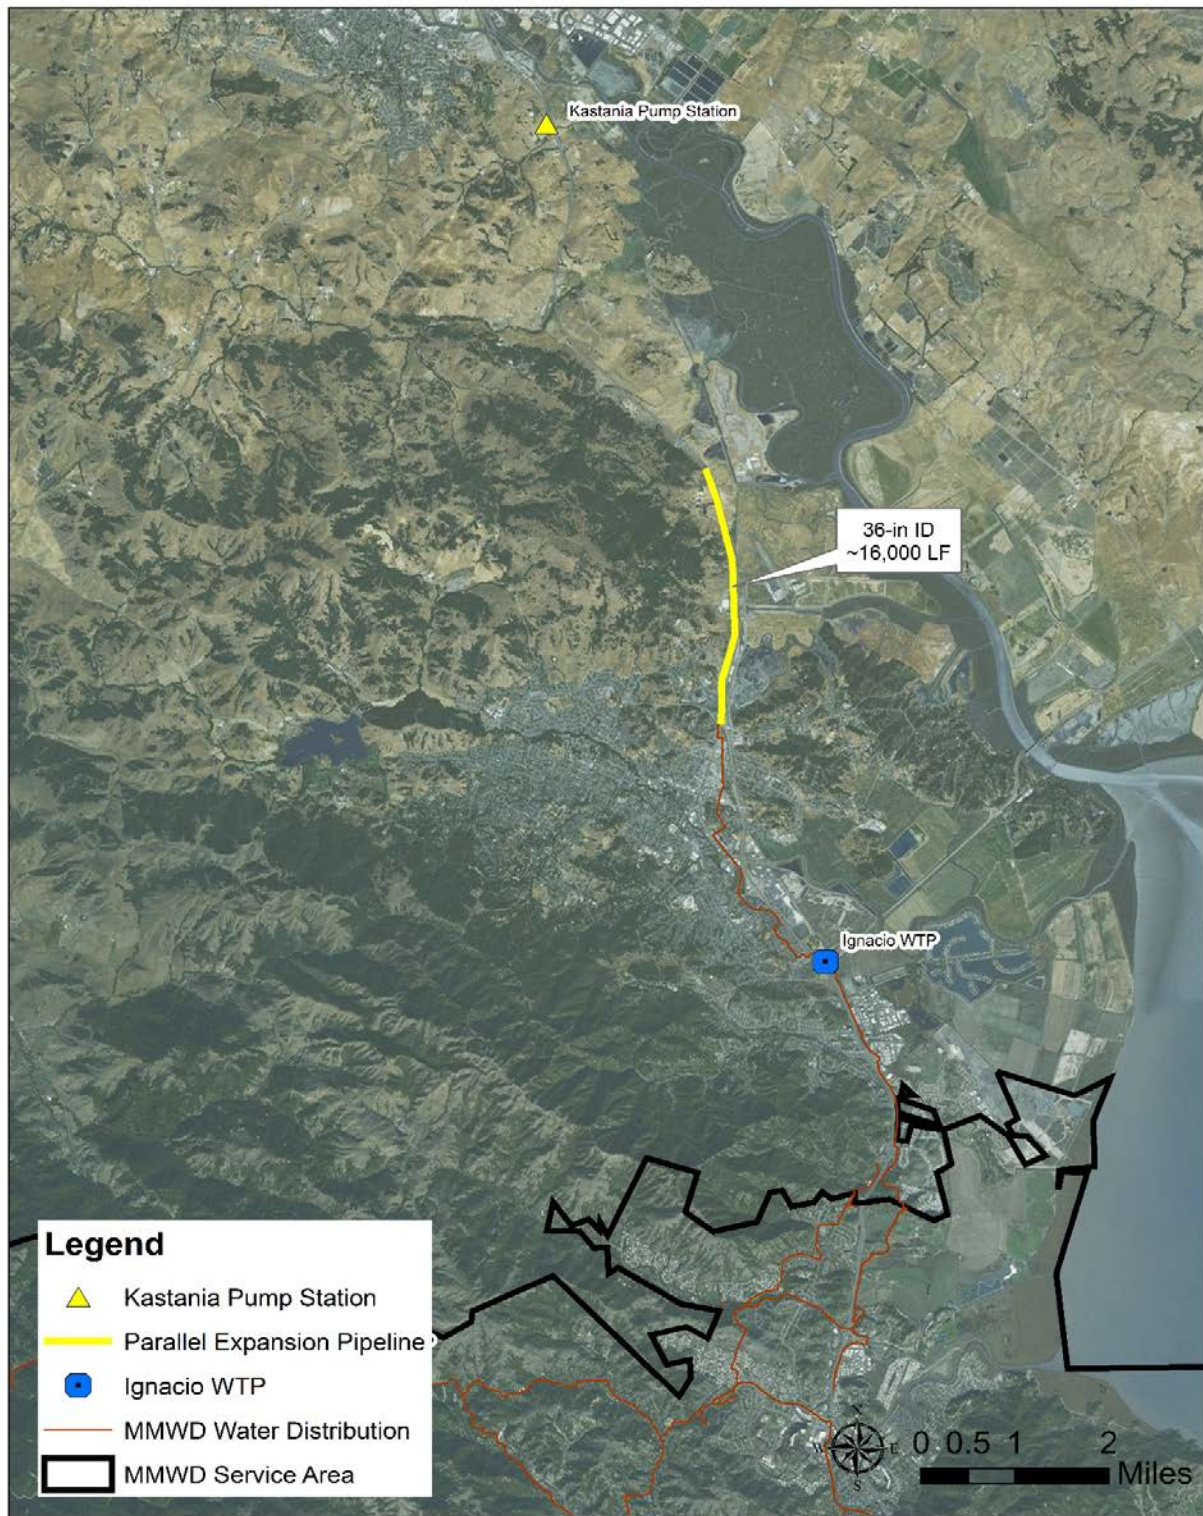 Kastania Pump Station
36-in ID
~16,000 LF
Ignacio WTP
Legend
Kastania Pump Station
Parallel Expansion Pipeline
Ignacio WTP
MMWD Water Distribution
MMWD Service Area
N
W E
S
0 0.5 1 2
Miles